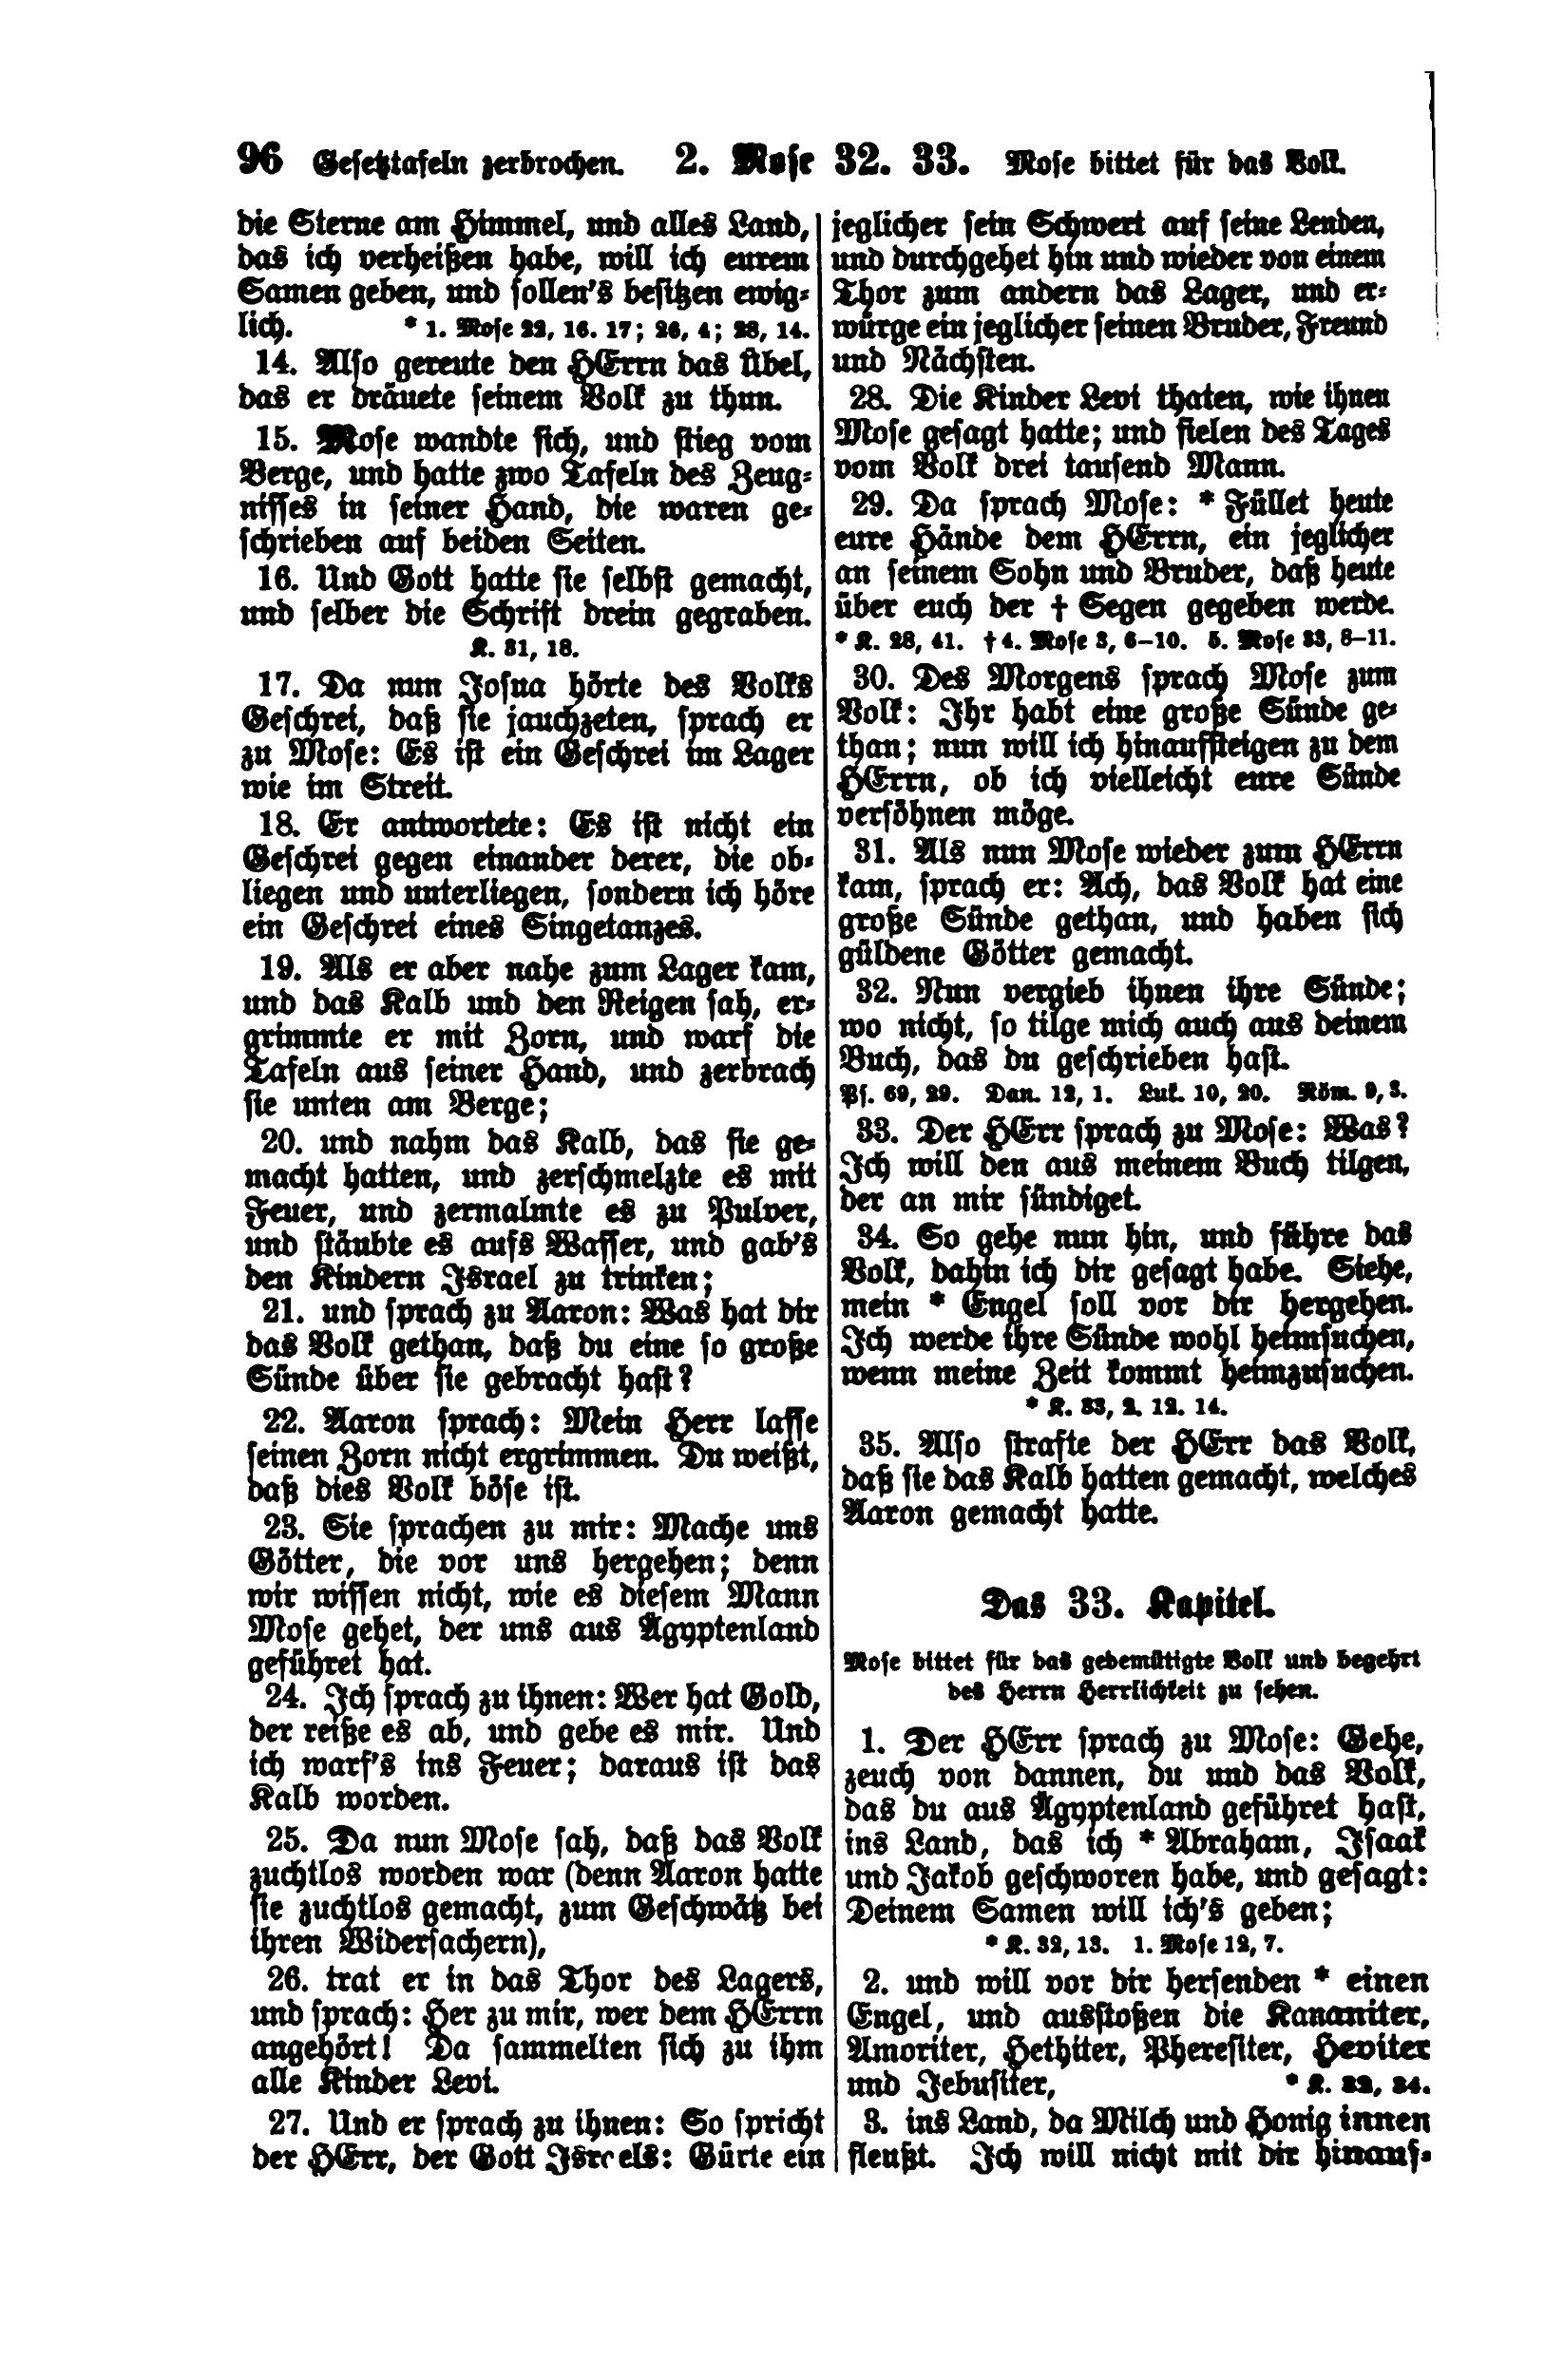 96 Gesetztafeln zerbrochen. 2. Mose 32. 33. Mose bittet für das Volk.
die Sterne am Himmel, und alles Land,
das ich verheißen habe, will ich eurem
Samen geben, und sollen's besitzen ewig-
lich. * 1. Mose 22, 16. 17; 26, 4; 28, 14.
14. Also gereute den HErrn das Übel,
das er dräuete seinem Volk zu thun.
15. Mose wandte sich, und stieg vom
Berge, und hatte zwo Tafeln des Zeug-
nisses in seiner Hand, die waren ge-
schrieben auf beiden Seiten.
16. Und Gott hatte sie selbst gemacht,
und selber die Schrift drein gegraben.
K. 31, 18.
17. Da nun Josua hörte des Volks
Geschrei, daß sie jauchzeten, sprach er
zu Mose: Es ist ein Geschrei im Lager
wie im Streit.
18. Er antwortete: Es ist nicht ein
Geschrei gegen einander derer, die ob-
liegen und unterliegen, sondern ich höre
ein Geschrei eines Singetanzes.
19. Als er aber nahe zum Lager kam,
und das Kalb und den Reigen sah, er-
grimmte er mit Zorn, und warf die
Tafeln aus seiner Hand, und zerbrach
sie unten am Berge;
20. und nahm das Kalb, das sie ge-
macht hatten, und zerschmelzte es mit
Feuer, und zermalmte es zu Pulver,
und stäubte es aufs Wasser, und gab's
den Kindern Israel zu trinken;
21. und sprach zu Aaron: Was hat dir
das Volk gethan, daß du eine so große
Sünde über sie gebracht hast?
22. Aaron sprach: Mein Herr lasse
seinen Zorn nicht ergrimmen. Du weißt,
daß dies Volk böse ist.
23. Sie sprachen zu mir: Mache uns
Götter, die vor uns hergehen; denn
wir wissen nicht, wie es diesem Mann
Mose gehet, der uns aus Ägyptenland
geführet hat.
24. Ich sprach zu ihnen: Wer hat Gold,
der reiße es ab, und gebe es mir. Und
ich warf's ins Feuer; daraus ist das
Kalb worden.
25. Da nun Mose sah, daß das Volk
zuchtlos worden war (denn Aaron hatte
sie zuchtlos gemacht, zum Geschwätz bei
ihren Widersachern),
26. trat er in das Thor des Lagers,
und sprach: Her zu mir, wer dem HErrn
angehört! Da sammelten sich zu ihm
alle Kinder Levi.
27. Und er sprach zu ihnen: So spricht
der HErr, der Gott Israels: Gürte ein
jeglicher sein Schwert auf seine Lenden,
und durchgehet hin und wieder von einem
Thor zum andern das Lager, und er-
würge ein jeglicher seinen Bruder, Freund
und Nächsten.
28. Die Kinder Levi thaten, wie ihnen
Mose gesagt hatte; und fielen des Tages
vom Volk drei tausend Mann.
29. Da sprach Mose: * Füllet heute
eure Hände dem HErrn, ein jeglicher
an seinem Sohn und Bruder, daß heute
über euch der † Segen gegeben werde.
* K. 28, 41. † 4. Mose 3, 6–10. 5. Mose 33, 8–11.
30. Des Morgens sprach Mose zum
Volk: Ihr habt eine große Sünde ge-
than; nun will ich hinaufsteigen zu dem
HErrn, ob ich vielleicht eure Sünde
versöhnen möge.
31. Als nun Mose wieder zum HErrn
kam, sprach er: Ach, das Volk hat eine
große Sünde gethan, und haben sich
güldene Götter gemacht.
32. Nun vergieb ihnen ihre Sünde;
wo nicht, so tilge mich auch aus deinem
Buch, das du geschrieben hast.
Ps. 69, 29. Dan. 12, 1. Luk. 10, 20. Röm. 9, 3.
33. Der HErr sprach zu Mose: Was?
Ich will den aus meinem Buch tilgen,
der an mir sündiget.
34. So gehe nun hin, und führe das
Volk, dahin ich dir gesagt habe. Siehe,
mein * Engel soll vor dir hergehen.
Ich werde ihre Sünde wohl heimsuchen,
wenn meine Zeit kommt heimzusuchen.
* K. 33, 2. 12. 14.
35. Also strafte der HErr das Volk,
daß sie das Kalb hatten gemacht, welches
Aaron gemacht hatte.
Das 33. Kapitel.
Mose bittet für das gedemütigte Volk und begehrt
des Herrn Herrlichkeit zu sehen.
1. Der HErr sprach zu Mose: Gehe,
zeuch von dannen, du und das Volk,
das du aus Ägyptenland geführet hast,
ins Land, das ich * Abraham, Isaak
und Jakob geschworen habe, und gesagt:
Deinem Samen will ich's geben;
* K. 32, 13. 1. Mose 12, 7.
2. und will vor dir hersenden * einen
Engel, und ausstoßen die Kananiter,
Amoriter, Hethiter, Pheresiter, Heviter
und Jebusiter, * K. 32, 34.
3. ins Land, da Milch und Honig innen
fleußt. Ich will nicht mit dir hinauf-